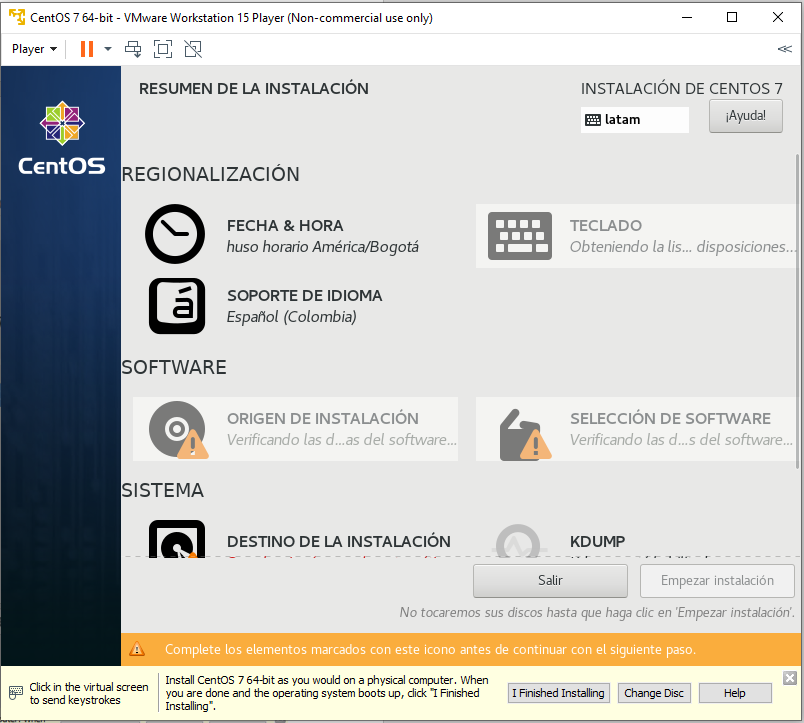 CentOS 7 64-bit - VMware Workstation 15 Player (Non-commercial use only)
Player
RESUMEN DE LA INSTALACIÓN
INSTALACIÓN DE CENTOS 7
latam
¡Ayuda!
CentOS
REGIONALIZACIÓN
FECHA & HORA
huso horario América/Bogotá
TECLADO
Obteniendo la lis... disposiciones...
á
SOPORTE DE IDIOMA
Español (Colombia)
SOFTWARE
ORIGEN DE INSTALACIÓN
Verificando las d...as del software...
SELECCIÓN DE SOFTWARE
Verificando las d...s del software...
SISTEMA
DESTINO DE LA INSTALACIÓN
KDUMP
Salir
Empezar instalación
No tocaremos sus discos hasta que haga clic en 'Empezar instalación'.
Complete los elementos marcados con este icono antes de continuar con el siguiente paso.
Click in the virtual screen
to send keystrokes
Install CentOS 7 64-bit as you would on a physical computer. When
you are done and the operating system boots up, click "I Finished
Installing".
I Finished Installing
Change Disc
Help